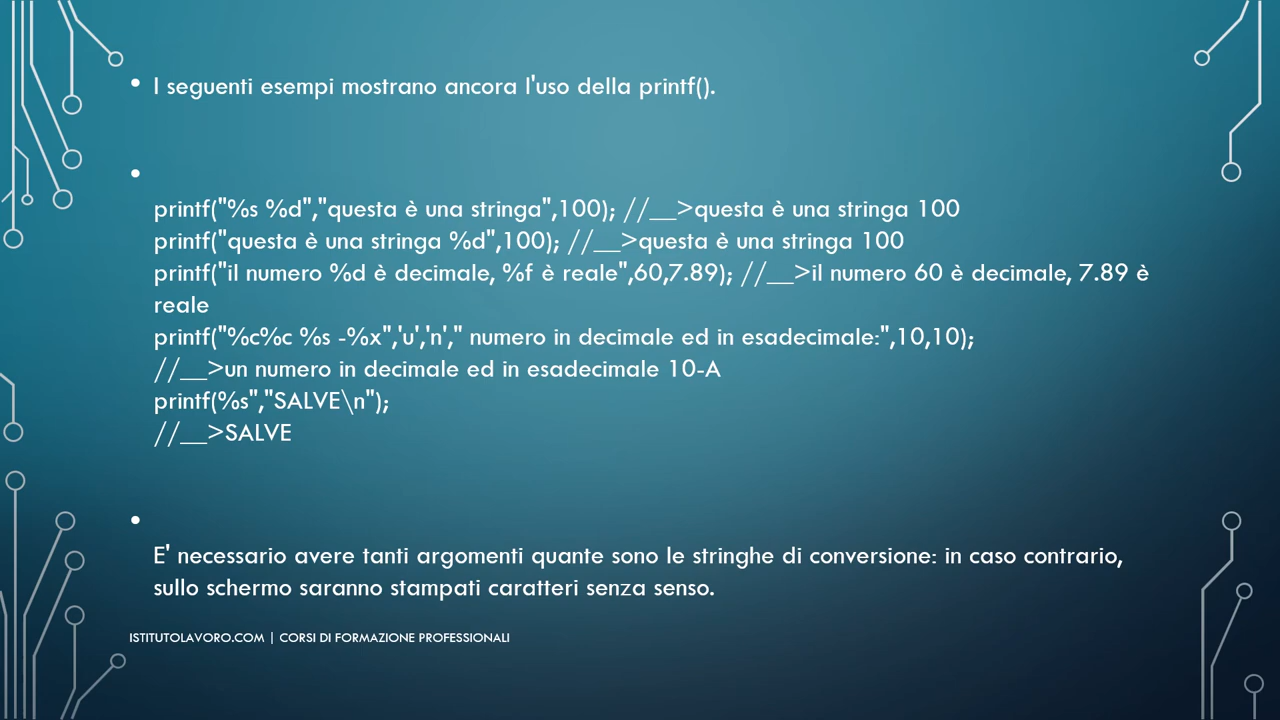 I seguenti esempi mostrano ancora l'uso della printf().
printf("%s %d","questa è una stringa",100); //__>questa è una stringa 100
printf("questa è una stringa %d",100); //__>questa è una stringa 100
printf("il numero %d è decimale, %f è reale",60,7.89); //__>il numero 60 è decimale, 7.89 è
reale
printf("%c%c %s -%x",'u','n'," numero in decimale ed in esadecimale:",10,10);
//__>un numero in decimale ed in esadecimale 10-A
printf(%s","SALVE\n");
//__>SALVE
E' necessario avere tanti argomenti quante sono le stringhe di conversione: in caso contrario,
sullo schermo saranno stampati caratteri senza senso.
ISTITUTOLAVORO.COM | CORSI DI FORMAZIONE PROFESSIONALI